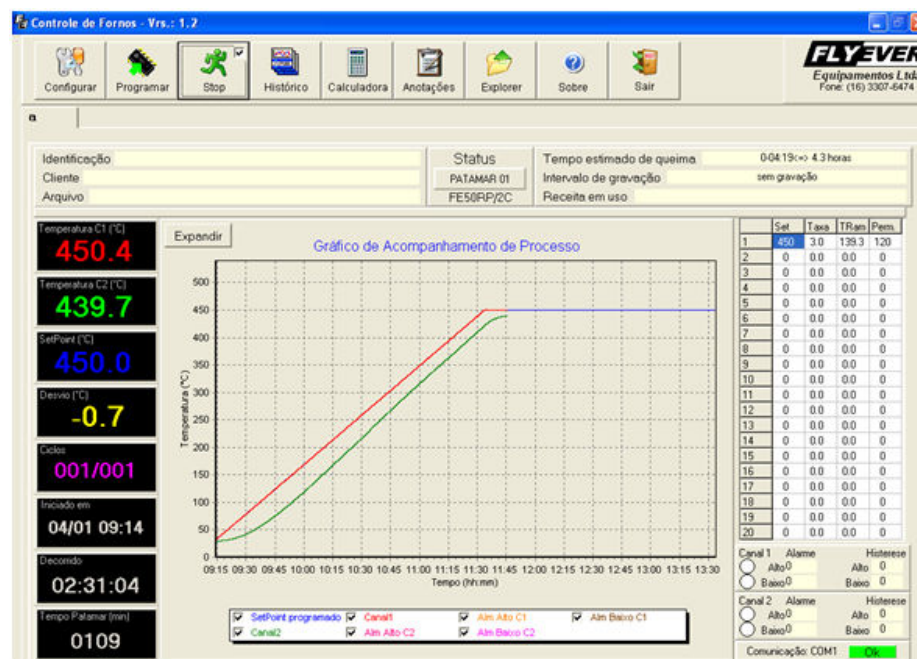 Controle de Fornos - Vrs.: 1.2
Configurar Programar Stop Histórico Calculadora Anotações Explorer Sobre Sair
FLYEVER
Equipamentos Ltda
Fone: (16) 3307-6474
α
Identificação
Cliente
Arquivo
Status
PATAMAR 01
FE50RP/2C
Tempo estimado de queima 0-04:19<=> 4.3 horas
Intervalo de gravação sem gravação
Receita em uso
Temperatura C1 (°C)
450.4
Temperatura C2 (°C)
439.7
SetPoint (°C)
450.0
Desvio (°C)
-0.7
Ciclos
001/001
Iniciado em
04/01 09:14
Decorrido
02:31:04
Tempo Patamar (min)
0109
Expandir
Gráfico de Acompanhamento de Processo
Temperatura (°C)
500
450
400
350
300
250
200
150
100
50
0
09:15 09:30 09:45 10:00 10:15 10:30 10:45 11:00 11:15 11:30 11:45 12:00 12:15 12:30 12:45 13:00 13:15 13:30
Tempo (hh:mm)
SetPoint programado Canal1 Alm Alto C1 Alm Baixo C1
Canal2 Alm Alto C2 Alm Baixo C2
Set Taxa TRam Perm.
1 450 3.0 139.3 120
2 0 0.0 0.0 0
3 0 0.0 0.0 0
4 0 0.0 0.0 0
5 0 0.0 0.0 0
6 0 0.0 0.0 0
7 0 0.0 0.0 0
8 0 0.0 0.0 0
9 0 0.0 0.0 0
10 0 0.0 0.0 0
11 0 0.0 0.0 0
12 0 0.0 0.0 0
13 0 0.0 0.0 0
14 0 0.0 0.0 0
15 0 0.0 0.0 0
16 0 0.0 0.0 0
17 0 0.0 0.0 0
18 0 0.0 0.0 0
19 0 0.0 0.0 0
20 0 0.0 0.0 0
Canal 1 Alarme Histerese
Alto 0 Alto 0
Baixo 0 Baixo 0
Canal 2 Alarme Histerese
Alto 0 Alto 0
Baixo 0 Baixo 0
Comunicação: COM1 Ok